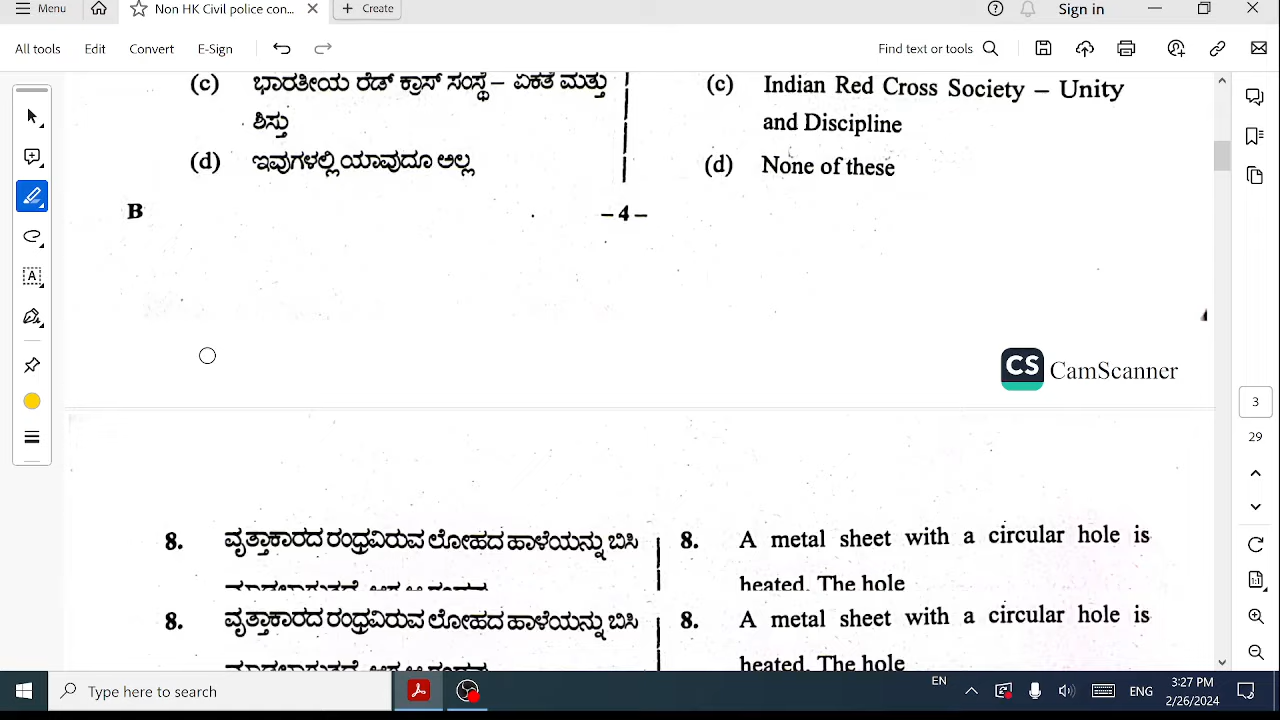 Menu
Non HK Civil police con...
Create
Sign in
All tools
Edit
Convert
E-Sign
Find text or tools
(c) ಭಾರತೀಯ ರೆಡ್ ಕ್ರಾಸ್ ಸಂಸ್ಥೆ – ಏಕತೆ ಮತ್ತು
ಶಿಸ್ತು
(d) ಇವುಗಳಲ್ಲಿ ಯಾವುದೂ ಅಲ್ಲ
(c) Indian Red Cross Society – Unity
and Discipline
(d) None of these
B
– 4 –
CS CamScanner
3
29
8. ವೃತ್ತಾಕಾರದ ರಂಧ್ರವಿರುವ ಲೋಹದ ಹಾಳೆಯನ್ನು ಬಿಸಿ
8. A metal sheet with a circular hole is
heated. The hole
8. ವೃತ್ತಾಕಾರದ ರಂಧ್ರವಿರುವ ಲೋಹದ ಹಾಳೆಯನ್ನು ಬಿಸಿ
8. A metal sheet with a circular hole is
heated. The hole
Type here to search
EN
ENG
3:27 PM
2/26/2024